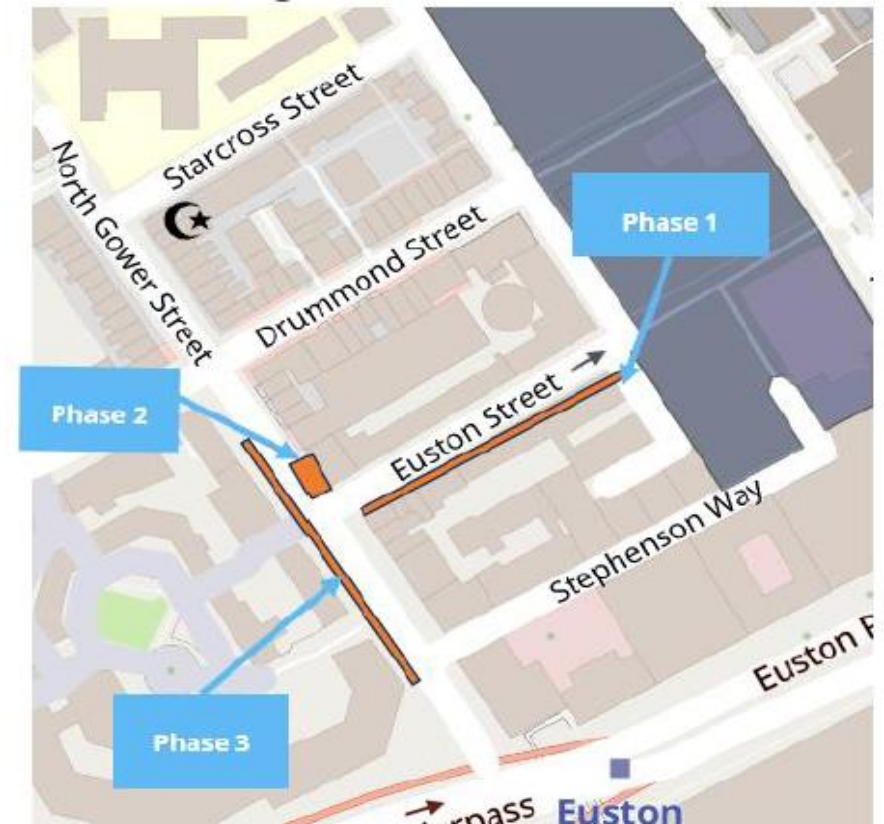 Starcross Street
North Gower Street
Phase 1
Drummond Street
Phase 2
Euston Street
Stephenson Way
Euston
Phase 3
Euston